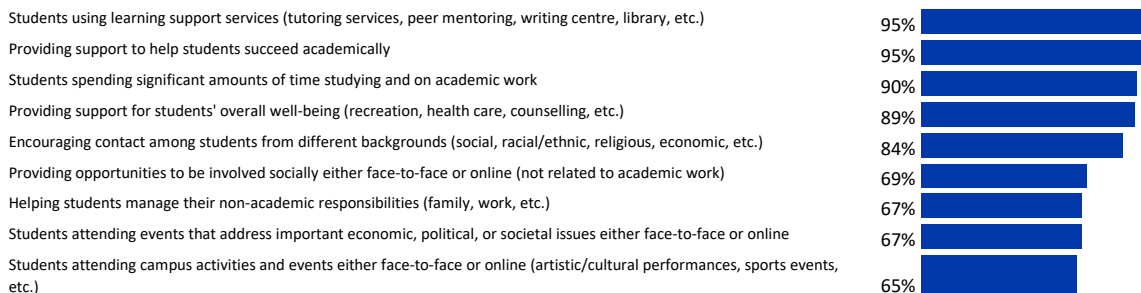 Students using learning support services (tutoring services, peer mentoring, writing centre, library, etc.) 95%
Providing support to help students succeed academically 95%
Students spending significant amounts of time studying and on academic work 90%
Providing support for students' overall well-being (recreation, health care, counselling, etc.) 89%
Encouraging contact among students from different backgrounds (social, racial/ethnic, religious, economic, etc.) 84%
Providing opportunities to be involved socially either face-to-face or online (not related to academic work) 69%
Helping students manage their non-academic responsibilities (family, work, etc.) 67%
Students attending events that address important economic, political, or societal issues either face-to-face or online 67%
Students attending campus activities and events either face-to-face or online (artistic/cultural performances, sports events,
etc.) 65%